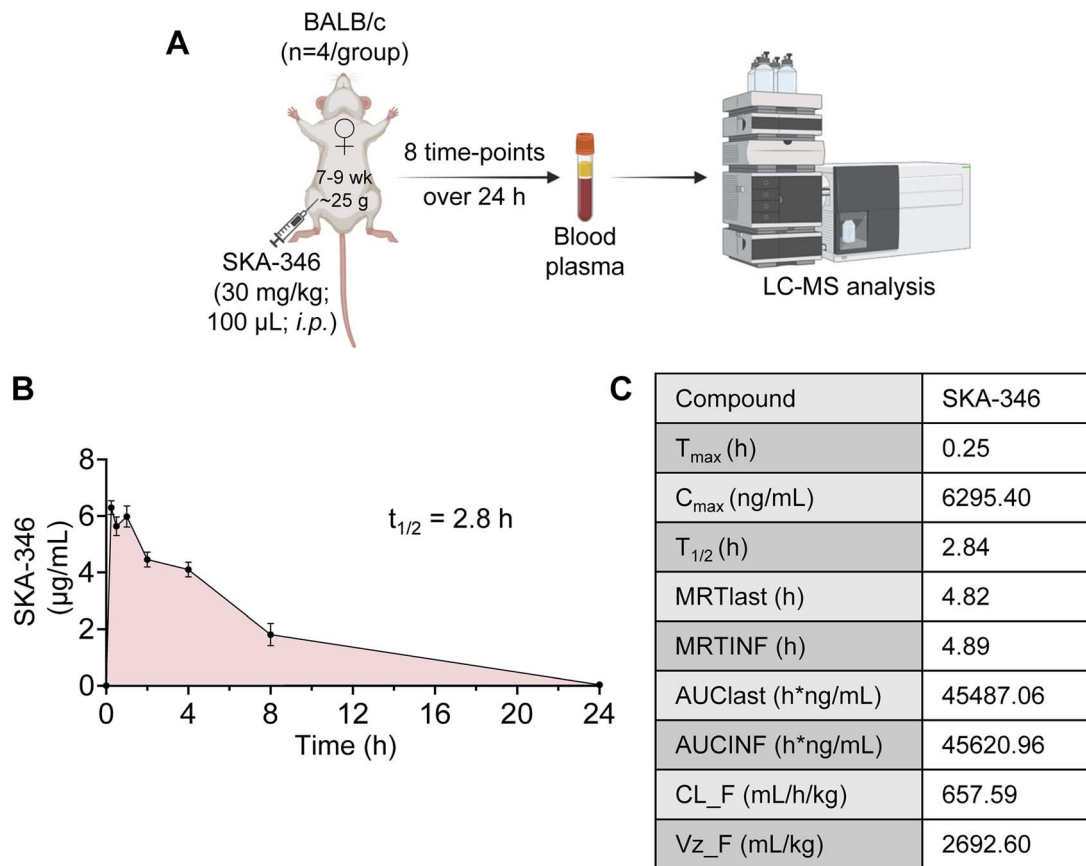 A
BALB/c
(n=4/group)
♀
7-9 wk
~25 g
SKA-346
(30 mg/kg;
100 µL; i.p.)
8 time-points
over 24 h
Blood
plasma
LC-MS analysis
B
SKA-346
(µg/mL)
8
6
4
2
0
t1/2 = 2.8 h
0 4 8 12 16 20 24
Time (h)
C
Compound SKA-346
Tmax (h) 0.25
Cmax (ng/mL) 6295.40
T1/2 (h) 2.84
MRTlast (h) 4.82
MRTINF (h) 4.89
AUClast (h*ng/mL) 45487.06
AUCINF (h*ng/mL) 45620.96
CL_F (mL/h/kg) 657.59
Vz_F (mL/kg) 2692.60